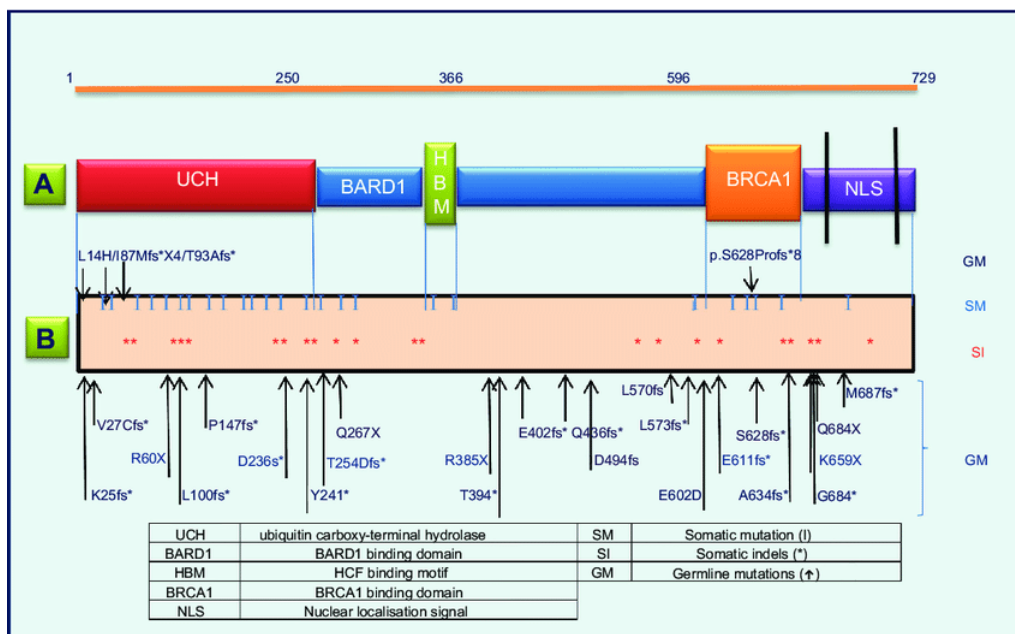 1 250 366 596 729
A UCH BARD1 HBM BRCA1 NLS
L14H/I87Mfs*X4/T93Afs* p.S628Profs*8 GM
SM
B SI
V27Cfs* P147fs* Q267X E402fs* Q436fs* L570fs* L573fs* S628fs* M687fs* Q684X
R60X D236s* T254Dfs* R385X D494fs E611fs* K659X GM
K25fs* L100fs* Y241* T394* E602D A634fs* G684*
UCH ubiquitin carboxy-terminal hydrolase SM Somatic mutation (I)
BARD1 BARD1 binding domain SI Somatic indels (*)
HBM HCF binding motif GM Germline mutations (↑)
BRCA1 BRCA1 binding domain
NLS Nuclear localisation signal